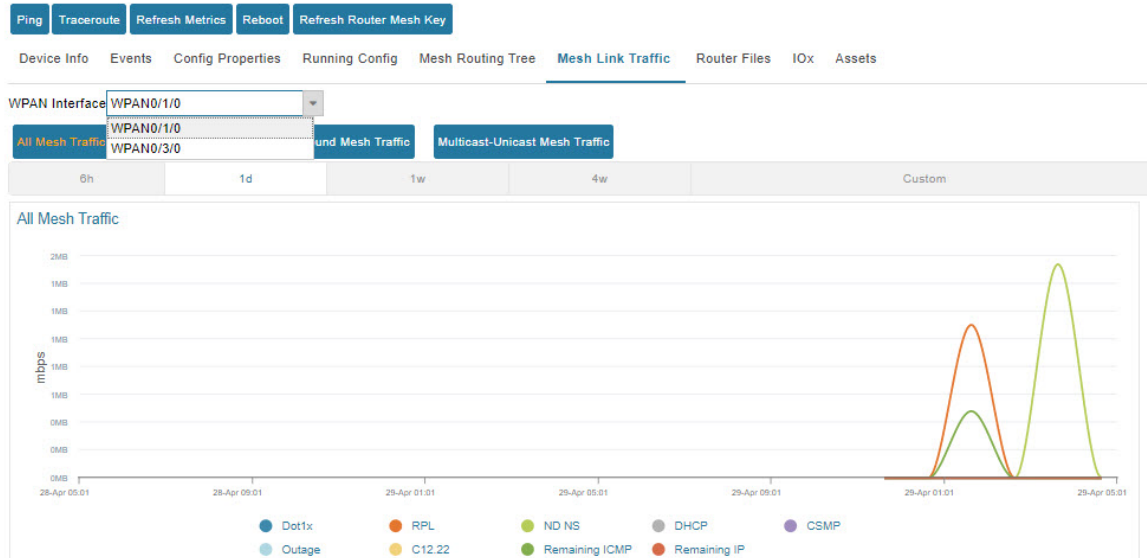 Ping Traceroute Refresh Metrics Reboot Refresh Router Mesh Key
Device Info Events Config Properties Running Config Mesh Routing Tree Mesh Link Traffic Router Files IOx Assets
WPAN Interface WPAN0/1/0
WPAN0/1/0
WPAN0/3/0
All Mesh Traffic und Mesh Traffic Multicast-Unicast Mesh Traffic
6h 1d 1w 4w Custom
All Mesh Traffic
2MB
1MB
1MB
1MB
1MB
1MB
0MB
0MB
0MB
mbps
28-Apr 05:01 28-Apr 09:01 29-Apr 01:01 29-Apr 05:01 29-Apr 09:01 29-Apr 01:01 29-Apr 05:01
Dot1x RPL ND NS DHCP CSMP
Outage C12.22 Remaining ICMP Remaining IP